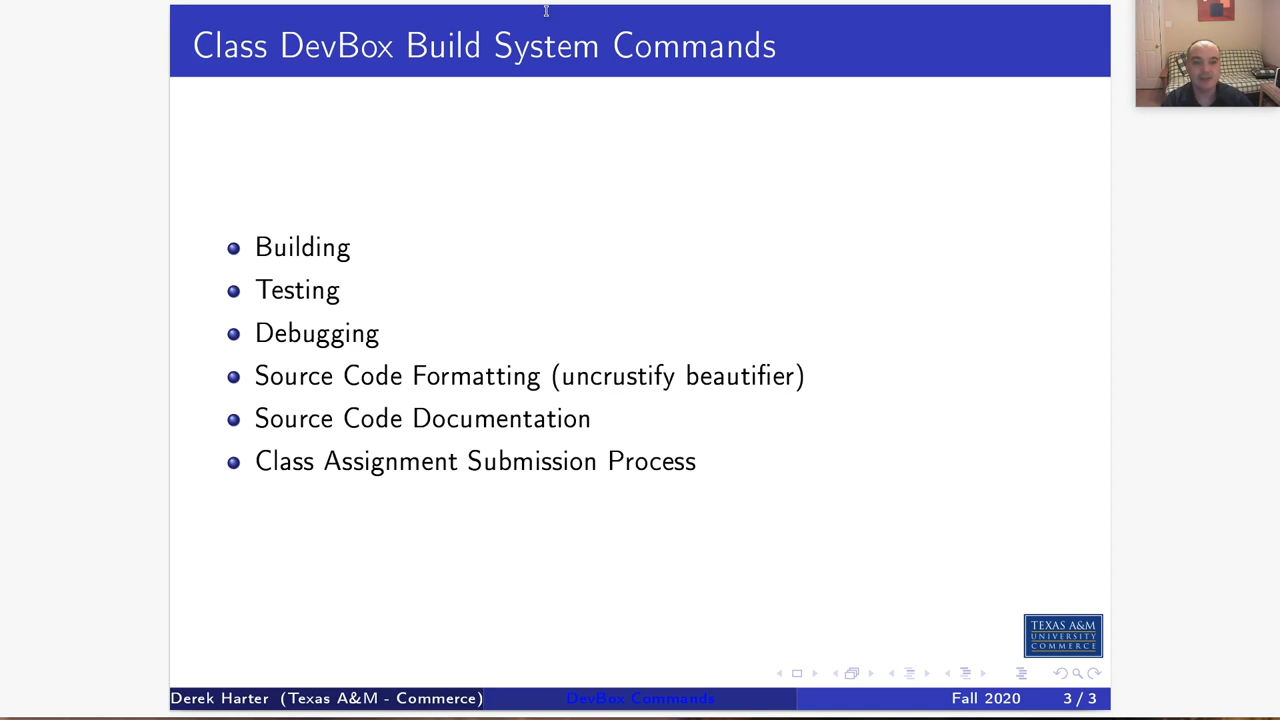 Class DevBox Build System Commands
Building
Testing
Debugging
Source Code Formatting (uncrustify beautifier)
Source Code Documentation
Class Assignment Submission Process
TEXAS A&M
UNIVERSITY
COMMERCE
Derek Harter (Texas A&M - Commerce) DevBox Commands Fall 2020 3 / 3